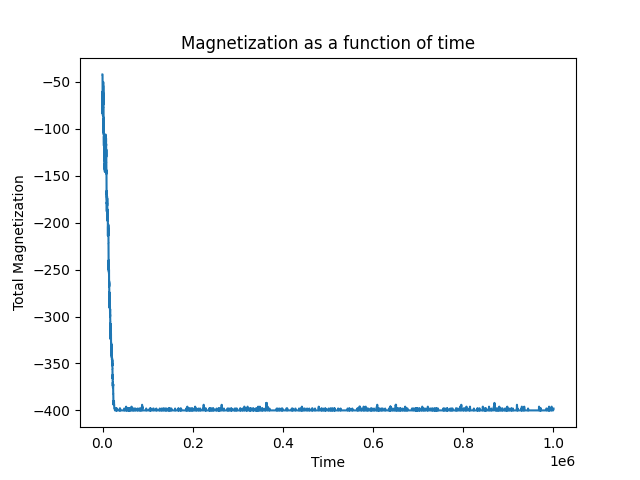 Magnetization as a function of time
Total Magnetization
−50
−100
−150
−200
−250
−300
−350
−400
0.0 0.2 0.4 0.6 0.8 1.0
1e6
Time